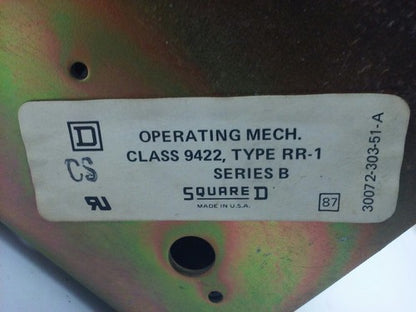 D
OPERATING MECH.
CLASS 9422, TYPE RR-1
SERIES B
CS
SQUARE D
MADE IN U.S.A.
87
30072-303-51-A